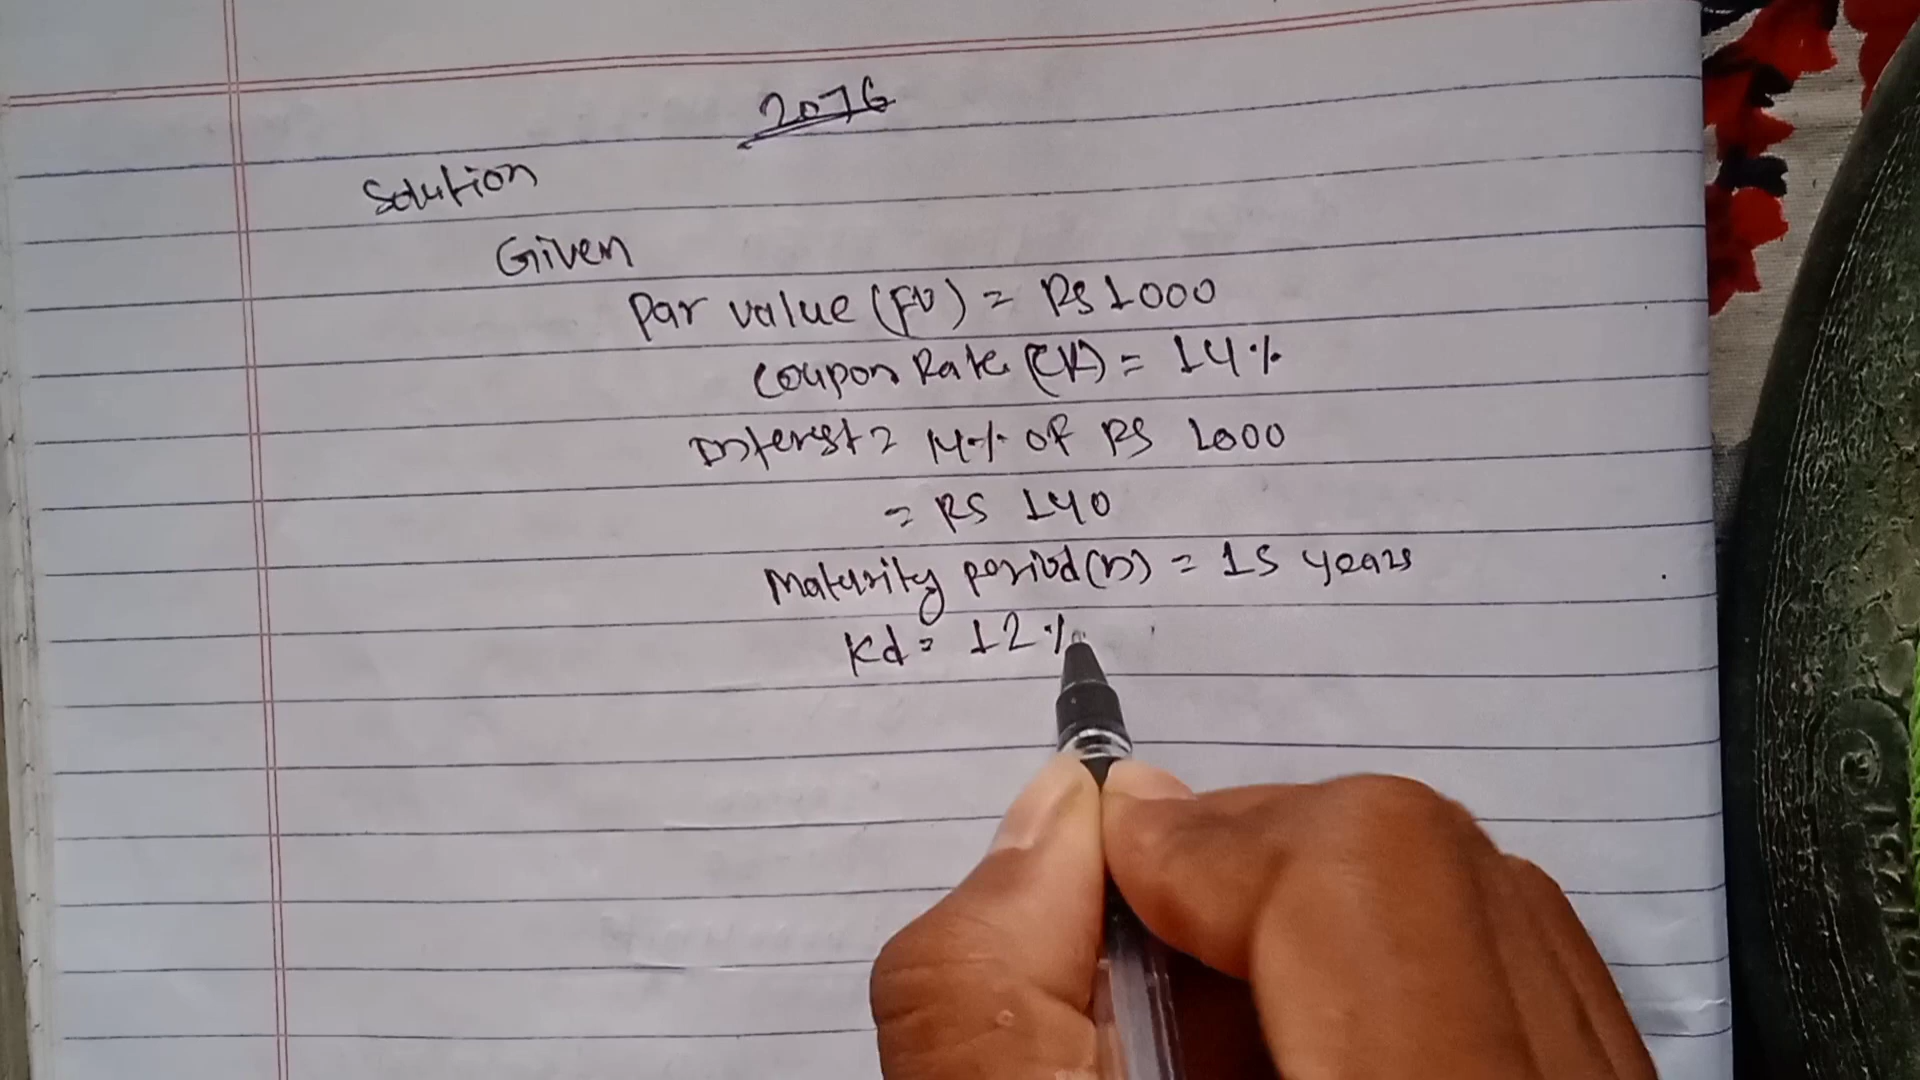 2076
Solution
Given
Par value (FV) = Rs 1000
Coupon Rate (CR) = 14%
Interest = 14% of Rs 1000
= Rs 140
Maturity period (n) = 15 years
Kd = 12%